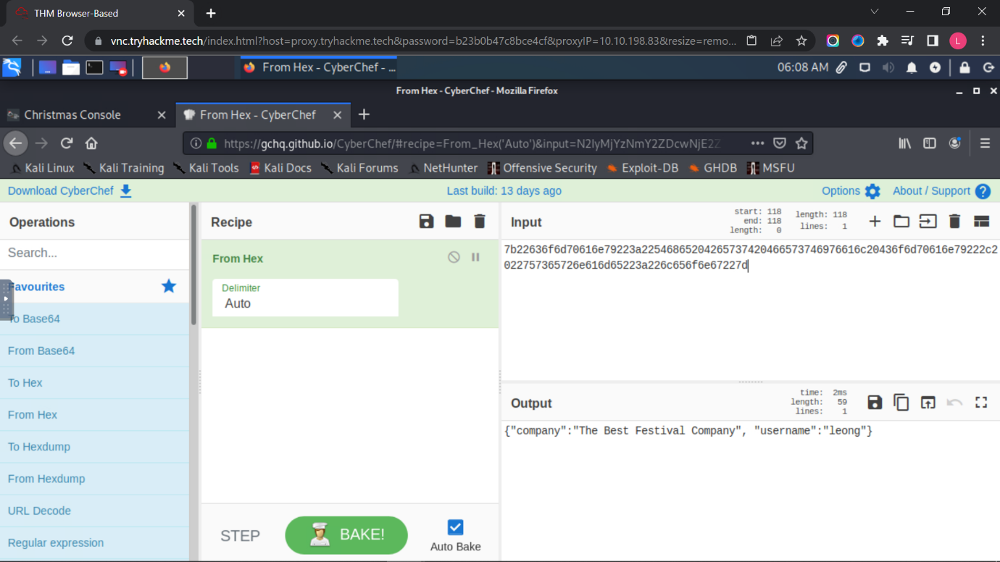 THM Browser-Based
vnc.tryhackme.tech/index.html?host=proxy.tryhackme.tech&password=b23b0b47c8bce4cf&proxyIP=10.10.198.83&resize=remo...
L
From Hex - CyberChef - ...
06:08 AM
From Hex - CyberChef - Mozilla Firefox
Christmas Console
From Hex - CyberChef
https://gchq.github.io/CyberChef/#recipe=From_Hex('Auto')&input=N2IyMjYzNmY2ZDcwNjE2Z
Kali Linux
Kali Training
Kali Tools
Kali Docs
Kali Forums
NetHunter
Offensive Security
Exploit-DB
GHDB
MSFU
Download CyberChef
Last build: 13 days ago
Options
About / Support
Operations
Search...
Favourites
To Base64
From Base64
To Hex
From Hex
To Hexdump
From Hexdump
URL Decode
Regular expression
Recipe
From Hex
Delimiter
Auto
STEP
BAKE!
Auto Bake
Input
start: 118
end: 118
length: 0
length: 118
lines: 1
7b22636f6d70616e79223a22546865204265737420466573746976616c20436f6d70616e79222c2
022757365726e616d65223a226c656f6e67227d
Output
time: 2ms
length: 59
lines: 1
{"company":"The Best Festival Company", "username":"leong"}